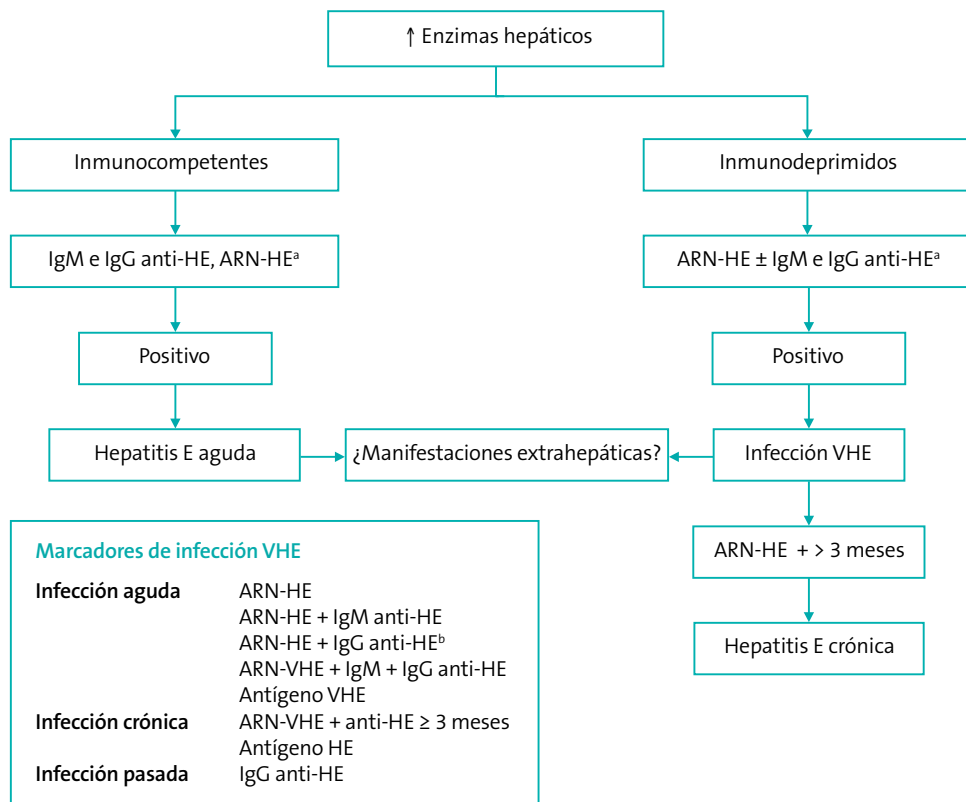 ↑ Enzimas hepáticos
Inmunocompetentes
Inmunodeprimidos
IgM e IgG anti-HE, ARN-HEᵃ
ARN-HE ± IgM e IgG anti-HEᵃ
Positivo
Positivo
Hepatitis E aguda
¿Manifestaciones extrahepáticas?
Infección VHE
ARN-HE + > 3 meses
Hepatitis E crónica
Marcadores de infección VHE
Infección aguda ARN-HE
ARN-HE + IgM anti-HE
ARN-HE + IgG anti-HEᵇ
ARN-VHE + IgM + IgG anti-HE
Antígeno VHE
Infección crónica ARN-VHE + anti-HE ≥ 3 meses
Antígeno HE
Infección pasada IgG anti-HE